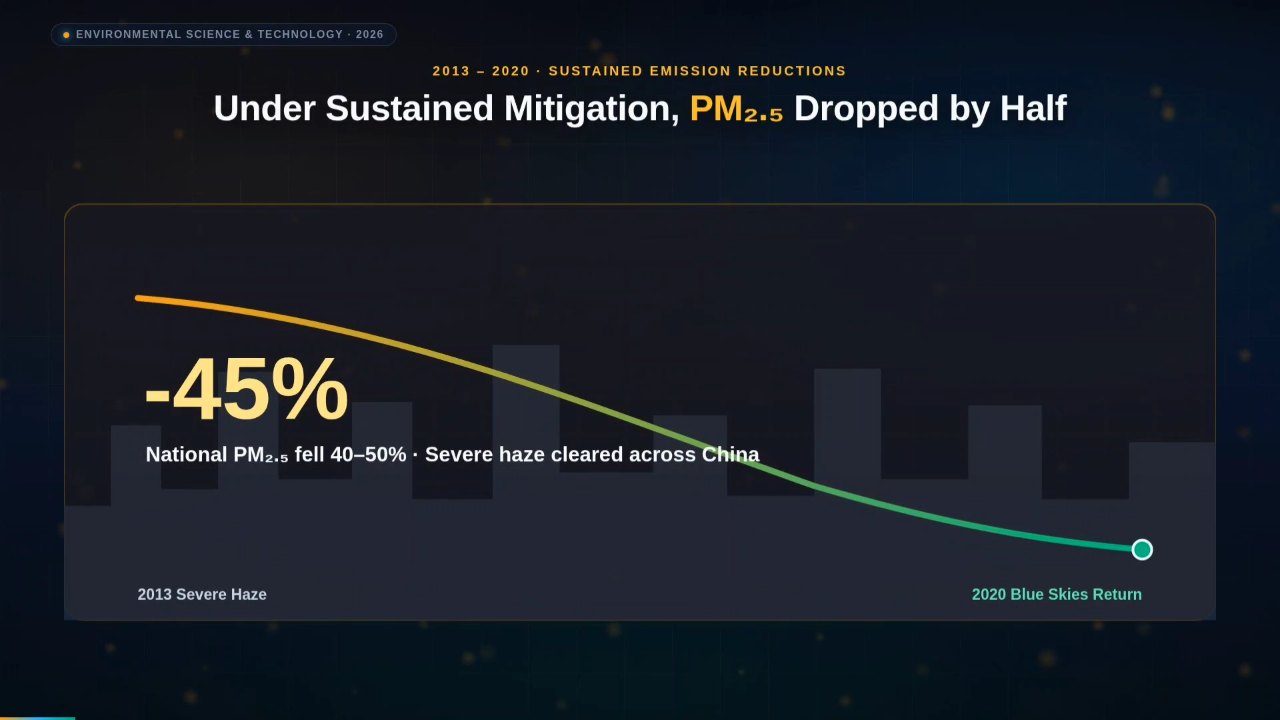 ENVIRONMENTAL SCIENCE & TECHNOLOGY · 2026
2013 – 2020 · SUSTAINED EMISSION REDUCTIONS
Under Sustained Mitigation, PM₂.₅ Dropped by Half
-45%
National PM₂.₅ fell 40–50% · Severe haze cleared across China
2013 Severe Haze
2020 Blue Skies Return